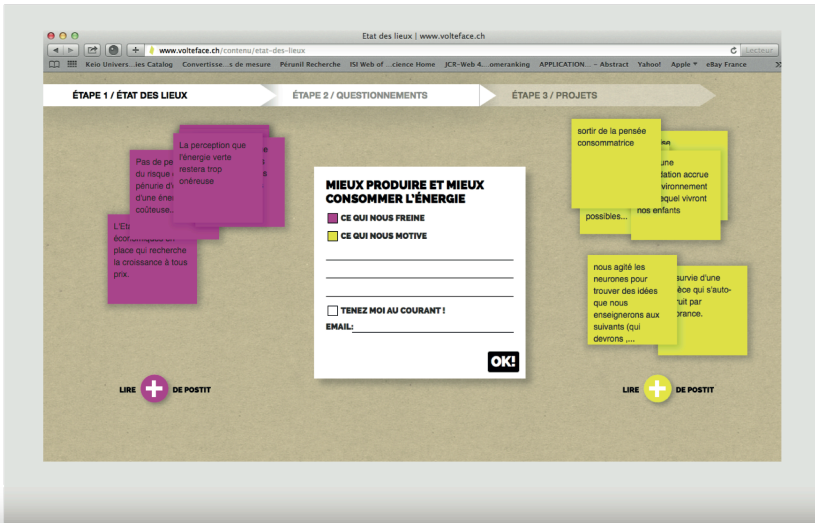 Etat des lieux | www.volteface.ch
www.volteface.ch/contenu/etat-des-lieux
Lecteur
Keio Univers...ies Catalog Convertisse...s de mesure Pérunil Recherche ISI Web of ...cience Home JCR-Web 4....omeranking APPLICATION... – Abstract Yahoo! Apple eBay France
ÉTAPE 1 / ÉTAT DES LIEUX
ÉTAPE 2 / QUESTIONNEMENTS
ÉTAPE 3 / PROJETS
La perception que
l'énergie verte
restera trop
onéreuse
Pas de pe
du risque
pénurie d'
d'une éner
coûteuse..
L'Eta
économiques
place qui recherche
la croissance à tous
prix.
MIEUX PRODUIRE ET MIEUX
CONSOMMER L'ÉNERGIE
CE QUI NOUS FREINE
CE QUI NOUS MOTIVE
TENEZ MOI AU COURANT !
EMAIL:
OK!
sortir de la pensée
consommatrice
une
dation accrue
vironnement
equel vivront
nos enfants
possibles...
nous agité les
neurones pour
trouver des idées
que nous
enseignerons aux
suivants (qui
devrons ,...
survie d'une
èce qui s'auto-
ruit par
orance.
LIRE + DE POSTIT
LIRE + DE POSTIT